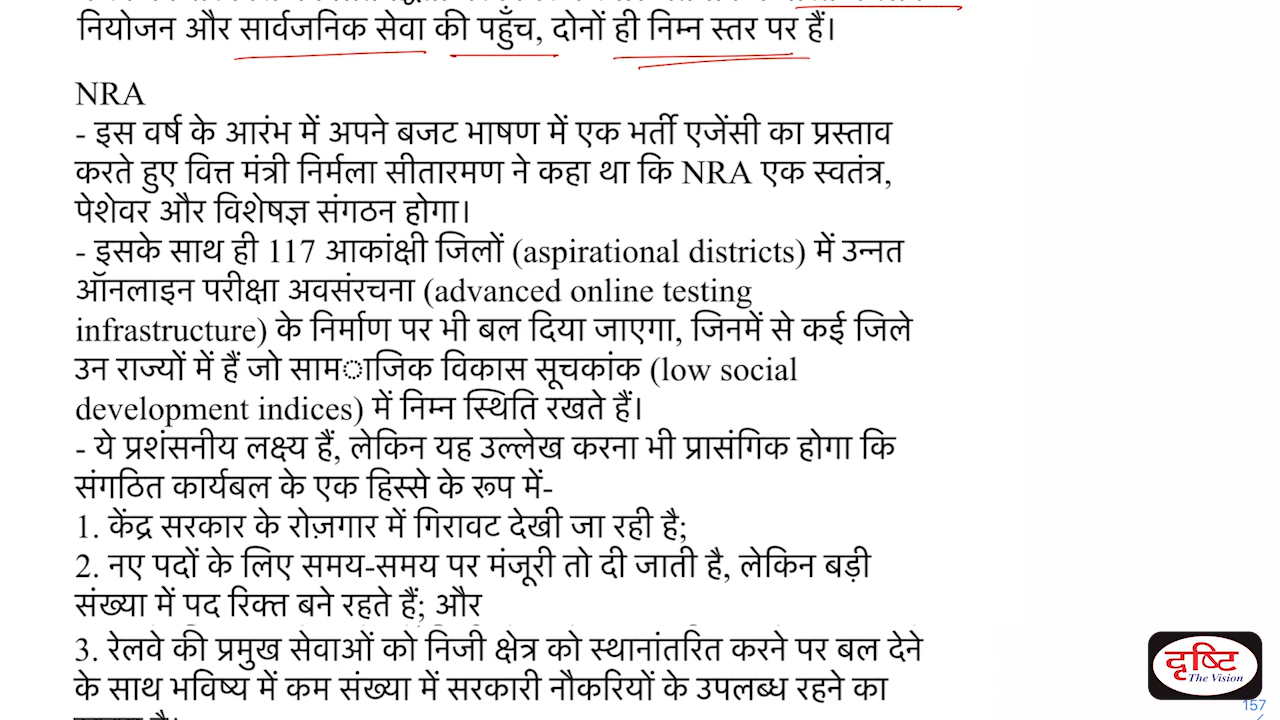 नियोजन और सार्वजनिक सेवा की पहुँच, दोनों ही निम्न स्तर पर हैं।
NRA
- इस वर्ष के आरंभ में अपने बजट भाषण में एक भर्ती एजेंसी का प्रस्ताव
करते हुए वित्त मंत्री निर्मला सीतारमण ने कहा था कि NRA एक स्वतंत्र,
पेशेवर और विशेषज्ञ संगठन होगा।
- इसके साथ ही 117 आकांक्षी जिलों (aspirational districts) में उन्नत
ऑनलाइन परीक्षा अवसंरचना (advanced online testing
infrastructure) के निर्माण पर भी बल दिया जाएगा, जिनमें से कई जिले
उन राज्यों में हैं जो सामाजिक विकास सूचकांक (low social
development indices) में निम्न स्थिति रखते हैं।
- ये प्रशंसनीय लक्ष्य हैं, लेकिन यह उल्लेख करना भी प्रासंगिक होगा कि
संगठित कार्यबल के एक हिस्से के रूप में-
1. केंद्र सरकार के रोज़गार में गिरावट देखी जा रही है;
2. नए पदों के लिए समय-समय पर मंजूरी तो दी जाती है, लेकिन बड़ी
संख्या में पद रिक्त बने रहते हैं; और
3. रेलवे की प्रमुख सेवाओं को निजी क्षेत्र को स्थानांतरित करने पर बल देने
के साथ भविष्य में कम संख्या में सरकारी नौकरियों के उपलब्ध रहने का
दृष्टि
The Vision
157